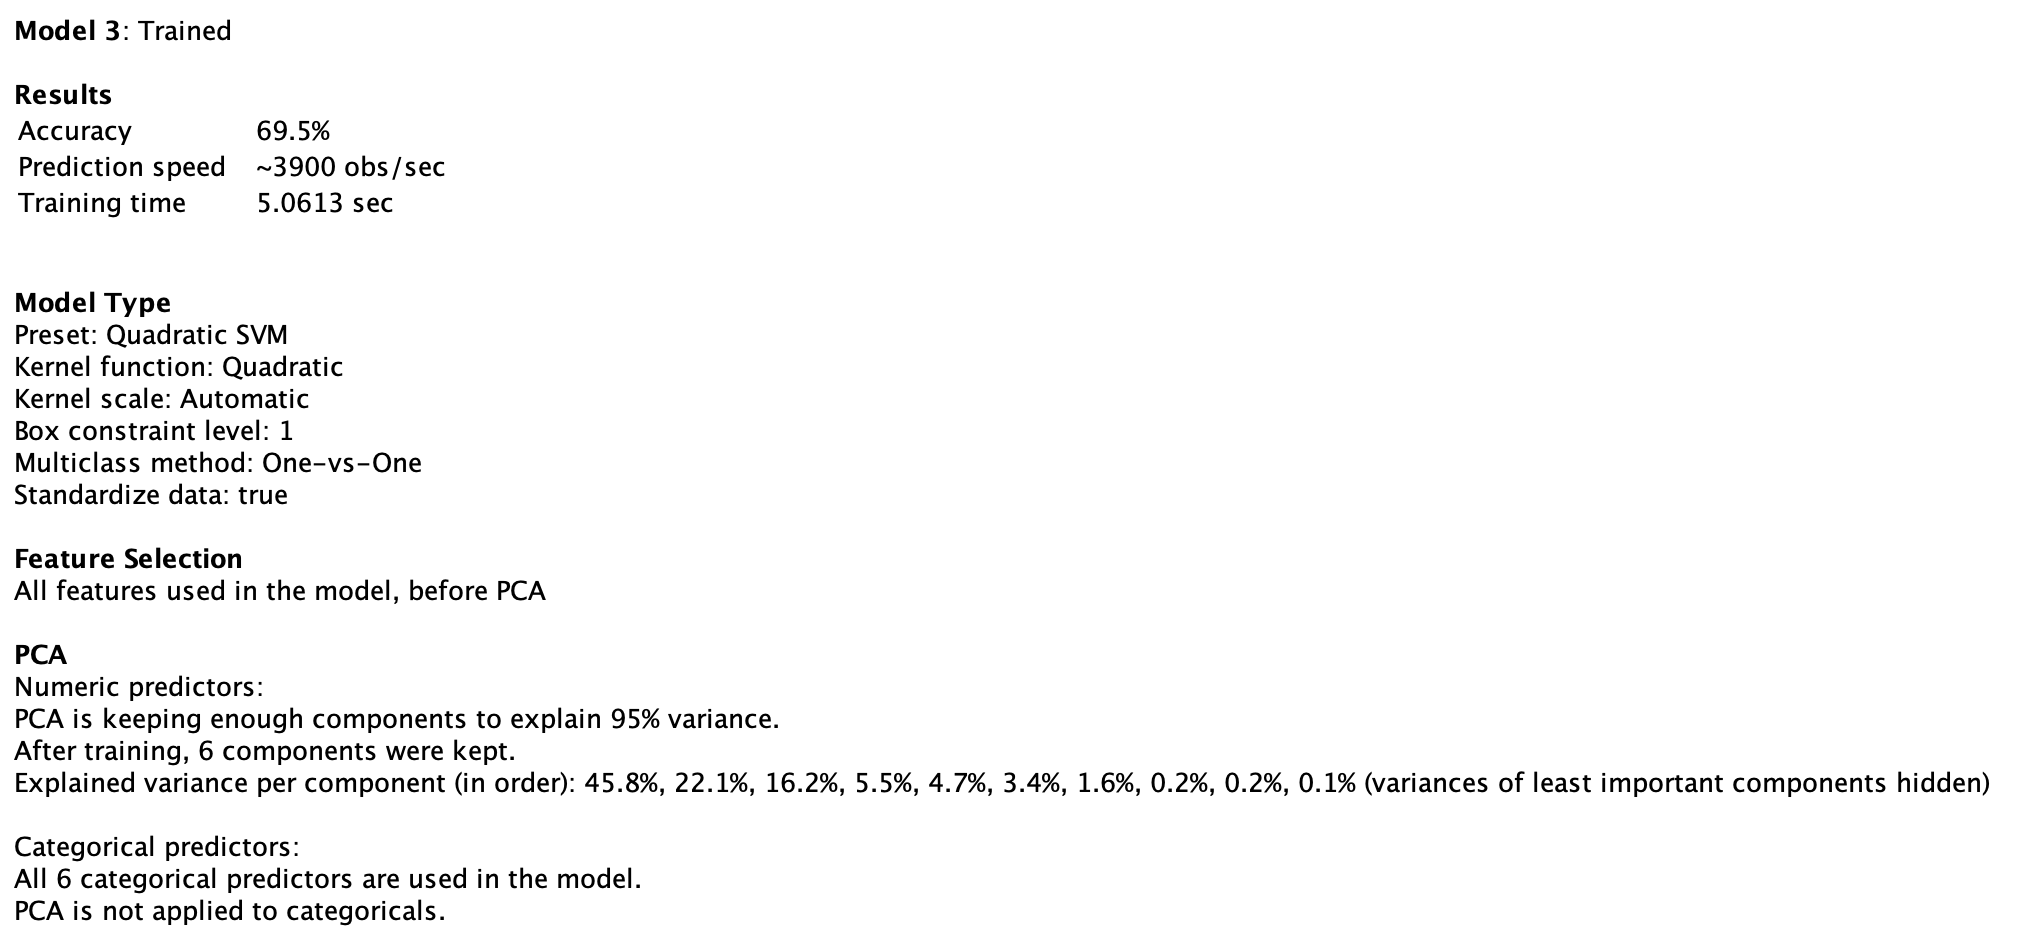 Model 3: Trained
Results
Accuracy 69.5%
Prediction speed ~3900 obs/sec
Training time 5.0613 sec
Model Type
Preset: Quadratic SVM
Kernel function: Quadratic
Kernel scale: Automatic
Box constraint level: 1
Multiclass method: One-vs-One
Standardize data: true
Feature Selection
All features used in the model, before PCA
PCA
Numeric predictors:
PCA is keeping enough components to explain 95% variance.
After training, 6 components were kept.
Explained variance per component (in order): 45.8%, 22.1%, 16.2%, 5.5%, 4.7%, 3.4%, 1.6%, 0.2%, 0.2%, 0.1% (variances of least important components hidden)
Categorical predictors:
All 6 categorical predictors are used in the model.
PCA is not applied to categoricals.